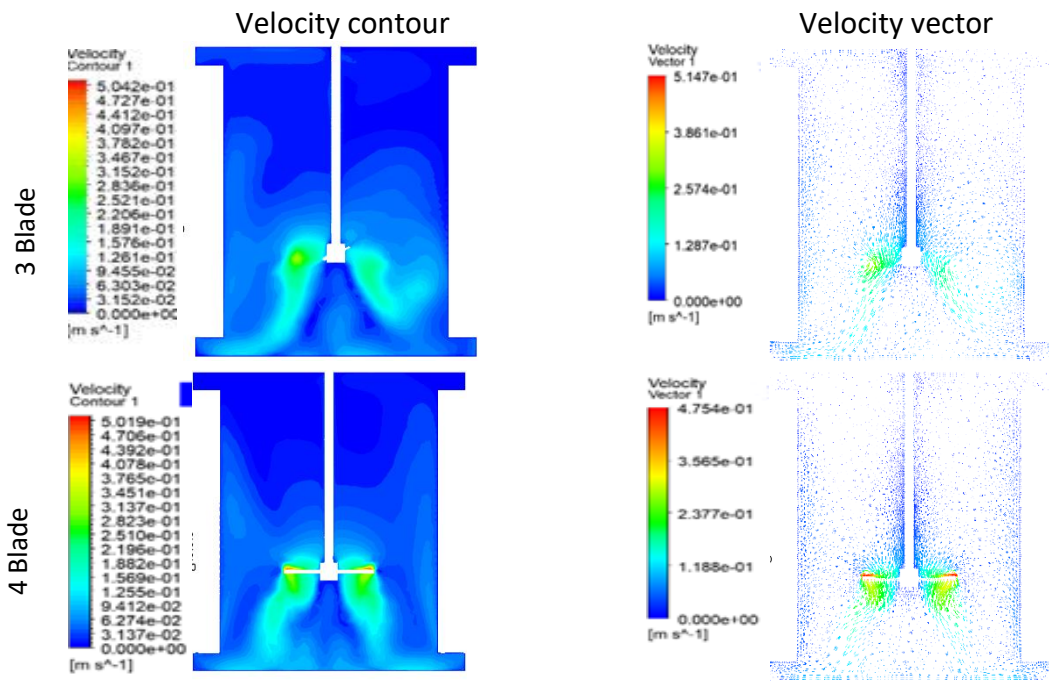 Velocity contour
Velocity vector
3 Blade
Velocity
Contour 1
5.042e-01
4.727e-01
4.412e-01
4.097e-01
3.782e-01
3.467e-01
3.152e-01
2.836e-01
2.521e-01
2.206e-01
1.891e-01
1.576e-01
1.261e-01
9.455e-02
6.303e-02
3.152e-02
0.000e+00
[m s^-1]
Velocity
Vector 1
5.147e-01
3.861e-01
2.574e-01
1.287e-01
0.000e+00
[m s^-1]
4 Blade
Velocity
Contour 1
5.019e-01
4.706e-01
4.392e-01
4.078e-01
3.765e-01
3.451e-01
3.137e-01
2.823e-01
2.510e-01
2.196e-01
1.882e-01
1.569e-01
1.255e-01
9.412e-02
6.274e-02
3.137e-02
0.000e+00
[m s^-1]
Velocity
Vector 1
4.754e-01
3.565e-01
2.377e-01
1.188e-01
0.000e+00
[m s^-1]